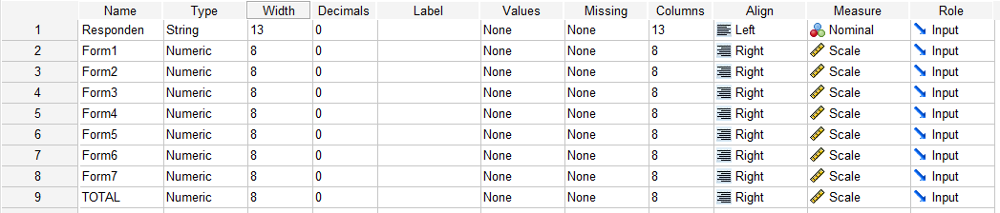 Name Type Width Decimals Label Values Missing Columns Align Measure Role
1 Responden String 13 0 None None 13 Left Nominal Input
2 Form1 Numeric 8 0 None None 8 Right Scale Input
3 Form2 Numeric 8 0 None None 8 Right Scale Input
4 Form3 Numeric 8 0 None None 8 Right Scale Input
5 Form4 Numeric 8 0 None None 8 Right Scale Input
6 Form5 Numeric 8 0 None None 8 Right Scale Input
7 Form6 Numeric 8 0 None None 8 Right Scale Input
8 Form7 Numeric 8 0 None None 8 Right Scale Input
9 TOTAL Numeric 8 0 None None 8 Right Scale Input